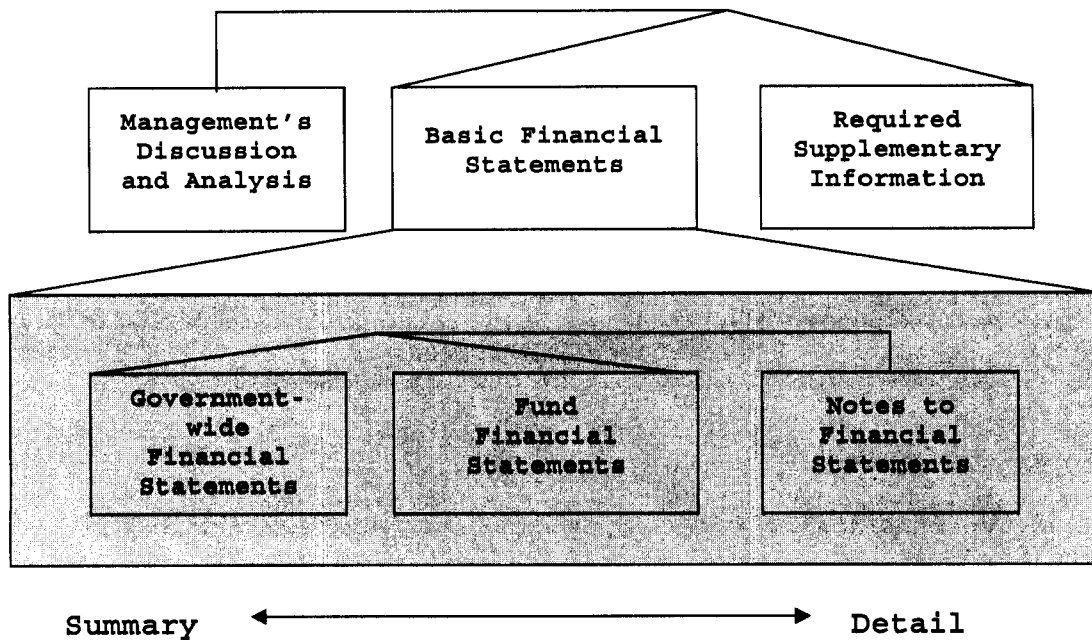 Management's
Discussion
and Analysis
Basic Financial
Statements
Required
Supplementary
Information
Government-
wide
Financial
Statements
Fund
Financial
Statements
Notes to
Financial
Statements
Summary
Detail